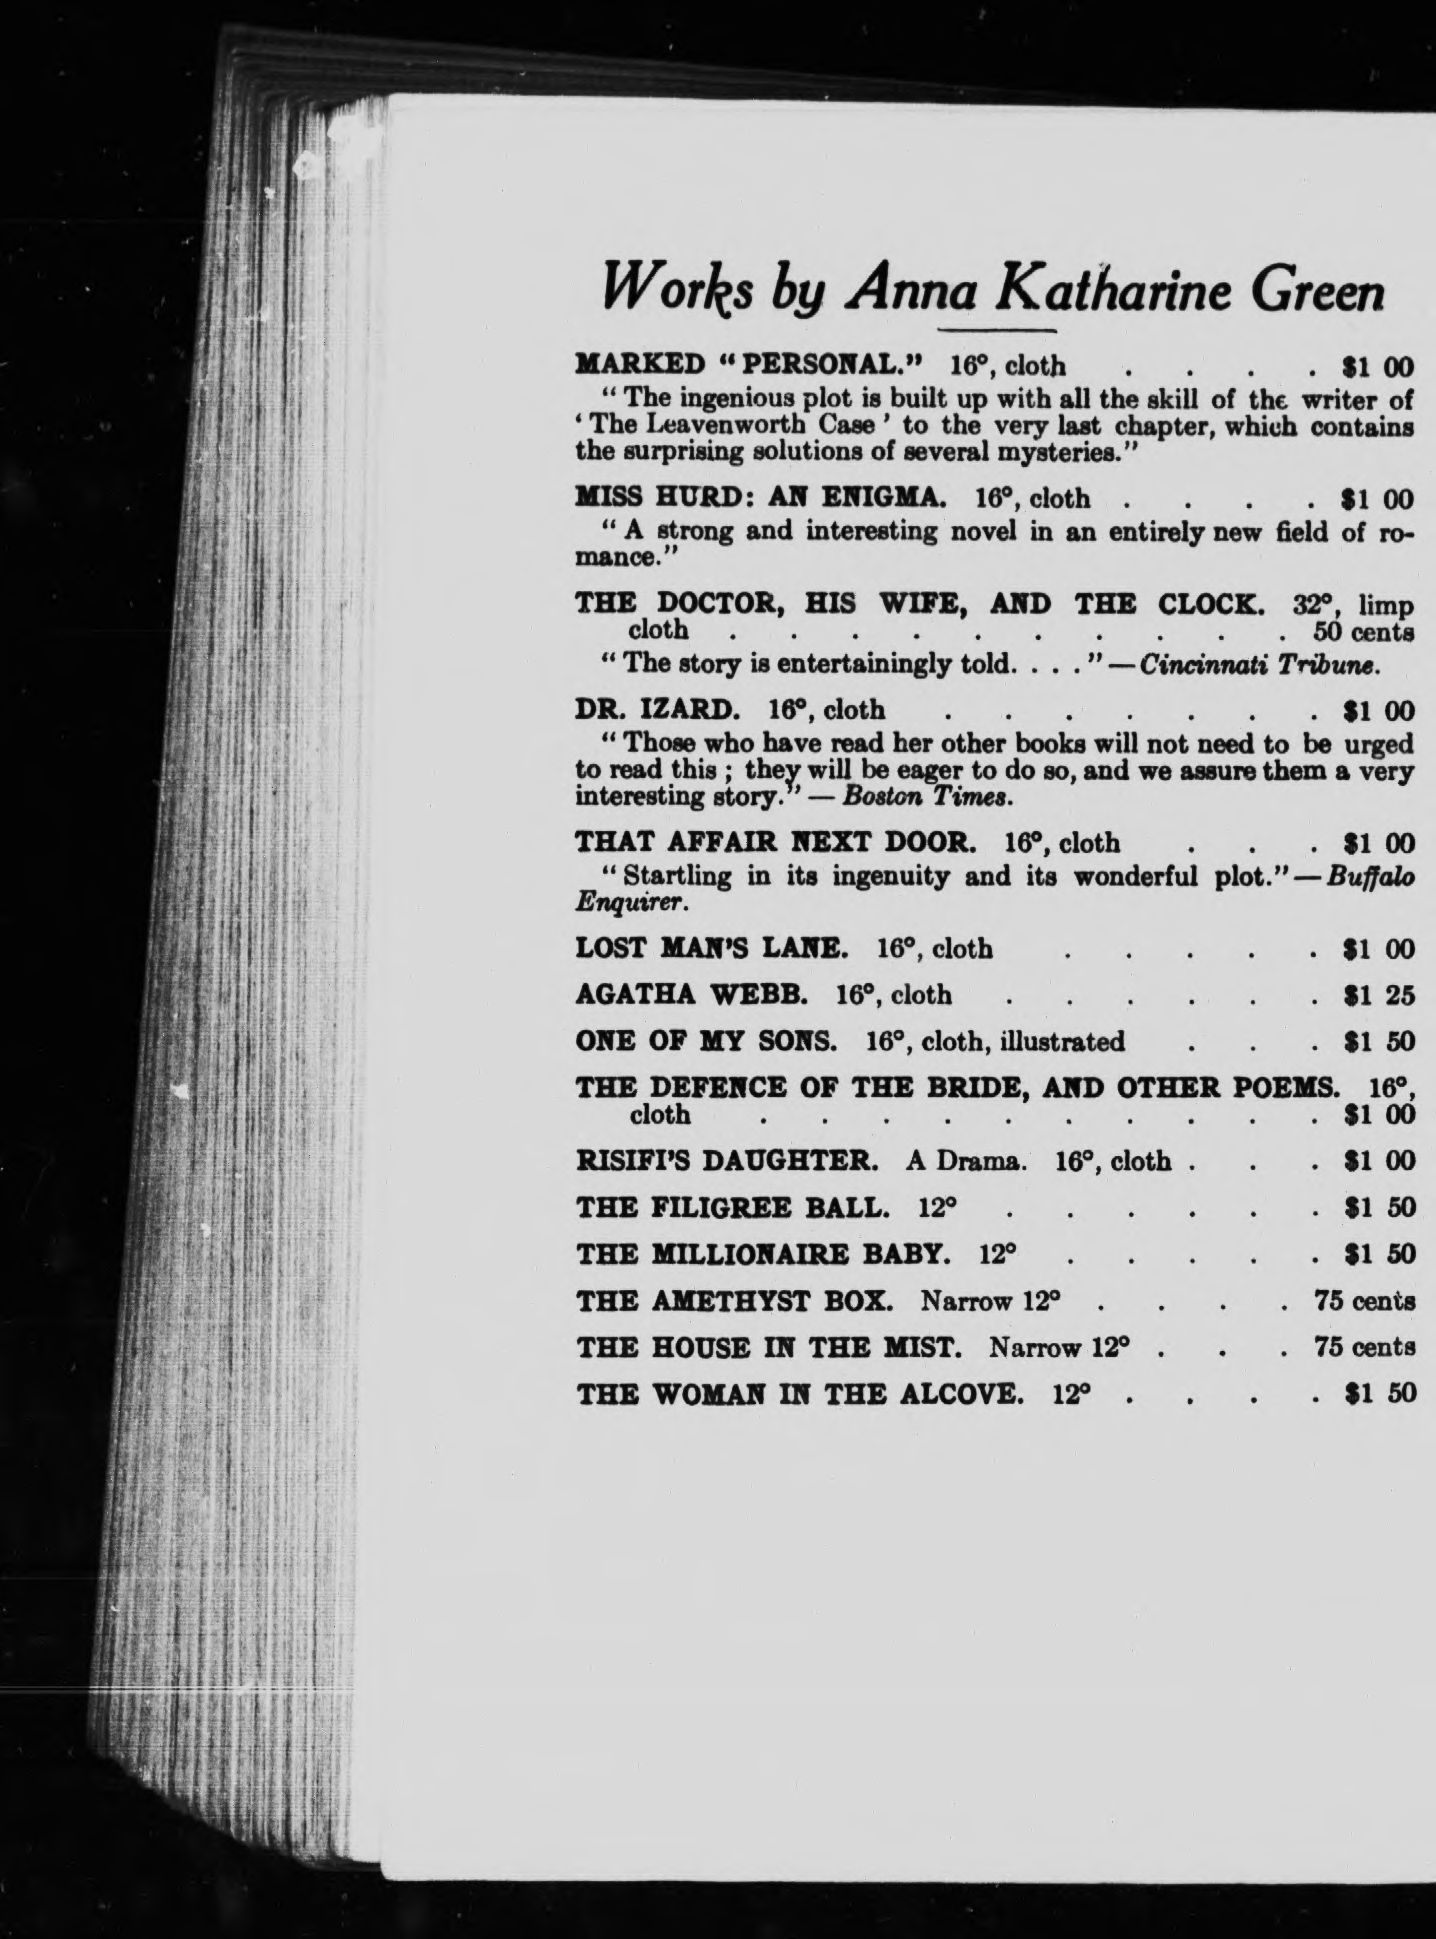 Works by Anna Katharine Green
MARKED “PERSONAL.” 16°, cloth . . . . $1 00
“The ingenious plot is built up with all the skill of the writer of
‘The Leavenworth Case’ to the very last chapter, which contains
the surprising solutions of several mysteries.”
MISS HURD: AN ENIGMA. 16°, cloth . . . . $1 00
“A strong and interesting novel in an entirely new field of ro-
mance.”
THE DOCTOR, HIS WIFE, AND THE CLOCK. 32°, limp
cloth . . . . . . . . . . 50 cents
“The story is entertainingly told. . . .”—Cincinnati Tribune.
DR. IZARD. 16°, cloth . . . . . . . $1 00
“Those who have read her other books will not need to be urged
to read this; they will be eager to do so, and we assure them a very
interesting story.”— Boston Times.
THAT AFFAIR NEXT DOOR. 16°, cloth . . . $1 00
“Startling in its ingenuity and its wonderful plot.”—Buffalo
Enquirer.
LOST MAN’S LANE. 16°, cloth . . . . . $1 00
AGATHA WEBB. 16°, cloth . . . . . . $1 25
ONE OF MY SONS. 16°, cloth, illustrated . . . $1 50
THE DEFENCE OF THE BRIDE, AND OTHER POEMS. 16°,
cloth . . . . . . . . . . $1 00
RISIFI’S DAUGHTER. A Drama. 16°, cloth . . . $1 00
THE FILIGREE BALL. 12° . . . . . . $1 50
THE MILLIONAIRE BABY. 12° . . . . . $1 50
THE AMETHYST BOX. Narrow 12° . . . . 75 cents
THE HOUSE IN THE MIST. Narrow 12° . . . 75 cents
THE WOMAN IN THE ALCOVE. 12° . . . . $1 50